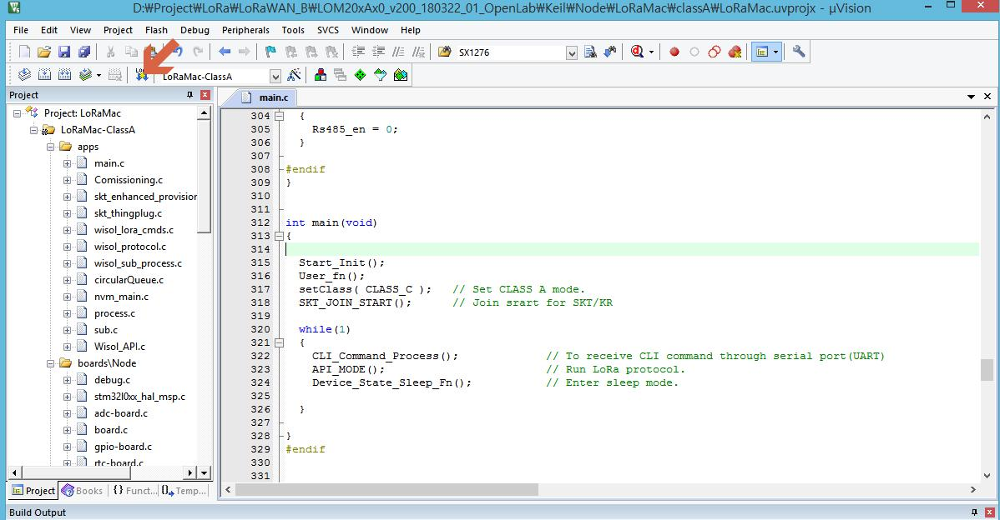 D:₩Project₩LoRa₩LoRaWAN_B₩LOM20xAx0_v200_180322_01_OpenLab₩Keil₩Node₩LoRaMac₩classA₩LoRaMac.uvprojx - µVision
File Edit View Project Flash Debug Peripherals Tools SVCS Window Help
SX1276
LoRaMac-ClassA
Project
main.c
Project: LoRaMac
LoRaMac-ClassA
apps
main.c
Comissioning.c
skt_enhanced_provision
skt_thingplug.c
wisol_lora_cmds.c
wisol_protocol.c
wisol_sub_process.c
circularQueue.c
nvm_main.c
process.c
sub.c
Wisol_API.c
boards\Node
debug.c
stm32l0xx_hal_msp.c
adc-board.c
board.c
gpio-board.c
rtc-board.c
Project Books {} Funct... Temp...
304 {
305 Rs485_en = 0;
306 }
307
308 #endif
309 }
310
311
312 int main(void)
313 {
314
315 Start_Init();
316 User_fn();
317 setClass( CLASS_C ); // Set CLASS A mode.
318 SKT_JOIN_START(); // Join srart for SKT/KR
319
320 while(1)
321 {
322 CLI_Command_Process(); // To receive CLI command through serial port(UART)
323 API_MODE(); // Run LoRa protocol.
324 Device_State_Sleep_Fn(); // Enter sleep mode.
325
326 }
327
328 }
329 #endif
330
331
Build Output